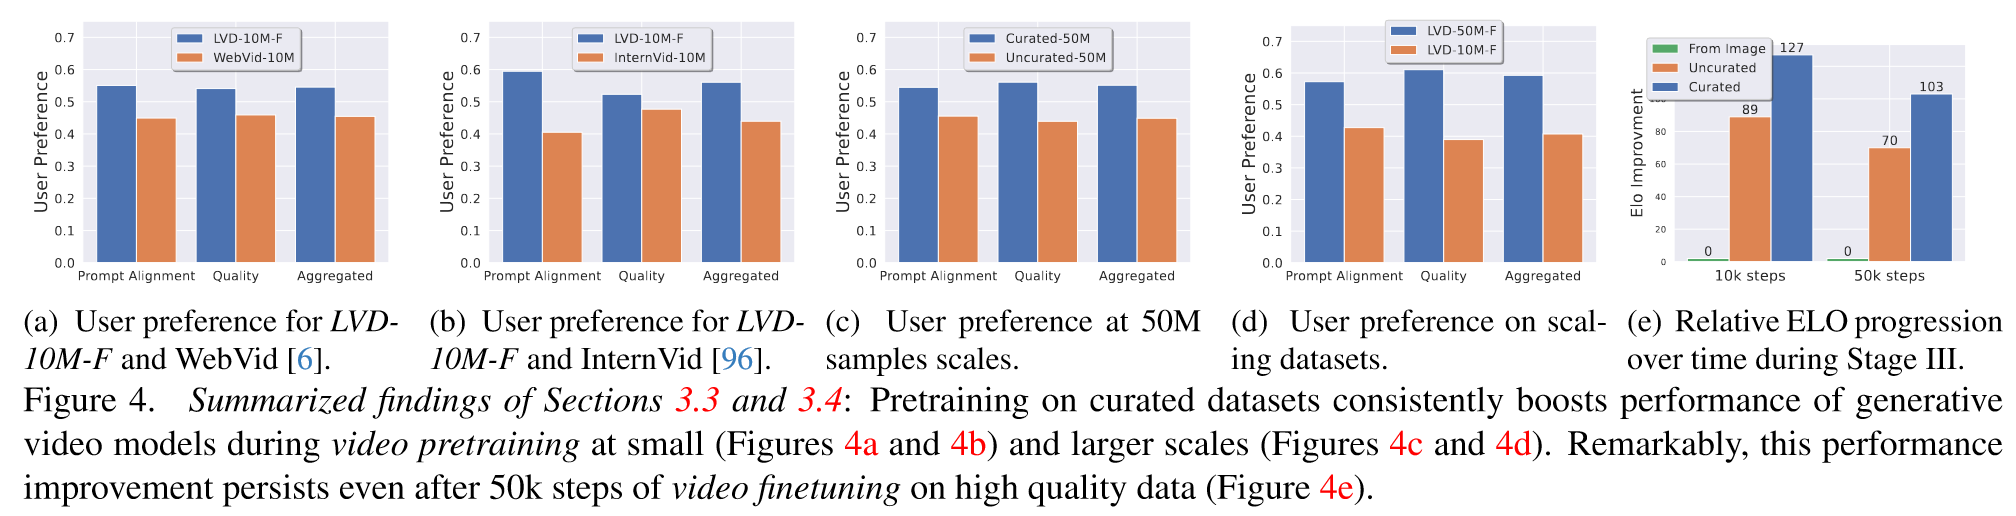 User Preference
0.7
0.6
0.5
0.4
0.3
0.2
0.1
0.0
LVD-10M-F
WebVid-10M
Prompt Alignment Quality Aggregated
(a) User preference for LVD-
10M-F and WebVid [6].
User Preference
0.7
0.6
0.5
0.4
0.3
0.2
0.1
0.0
LVD-10M-F
InternVid-10M
Prompt Alignment Quality Aggregated
(b) User preference for LVD-
10M-F and InternVid [96].
User Preference
0.7
0.6
0.5
0.4
0.3
0.2
0.1
0.0
Curated-50M
Uncurated-50M
Prompt Alignment Quality Aggregated
(c) User preference at 50M
samples scales.
User Preference
0.7
0.6
0.5
0.4
0.3
0.2
0.1
0.0
LVD-50M-F
LVD-10M-F
Prompt Alignment Quality Aggregated
(d) User preference on scal-
ing datasets.
Elo Improvment
80
60
40
20
0
From Image
Uncurated
Curated
0 89 127
0 70 103
10k steps 50k steps
(e) Relative ELO progression
over time during Stage III.
Figure 4. Summarized findings of Sections 3.3 and 3.4: Pretraining on curated datasets consistently boosts performance of generative
video models during video pretraining at small (Figures 4a and 4b) and larger scales (Figures 4c and 4d). Remarkably, this performance
improvement persists even after 50k steps of video finetuning on high quality data (Figure 4e).